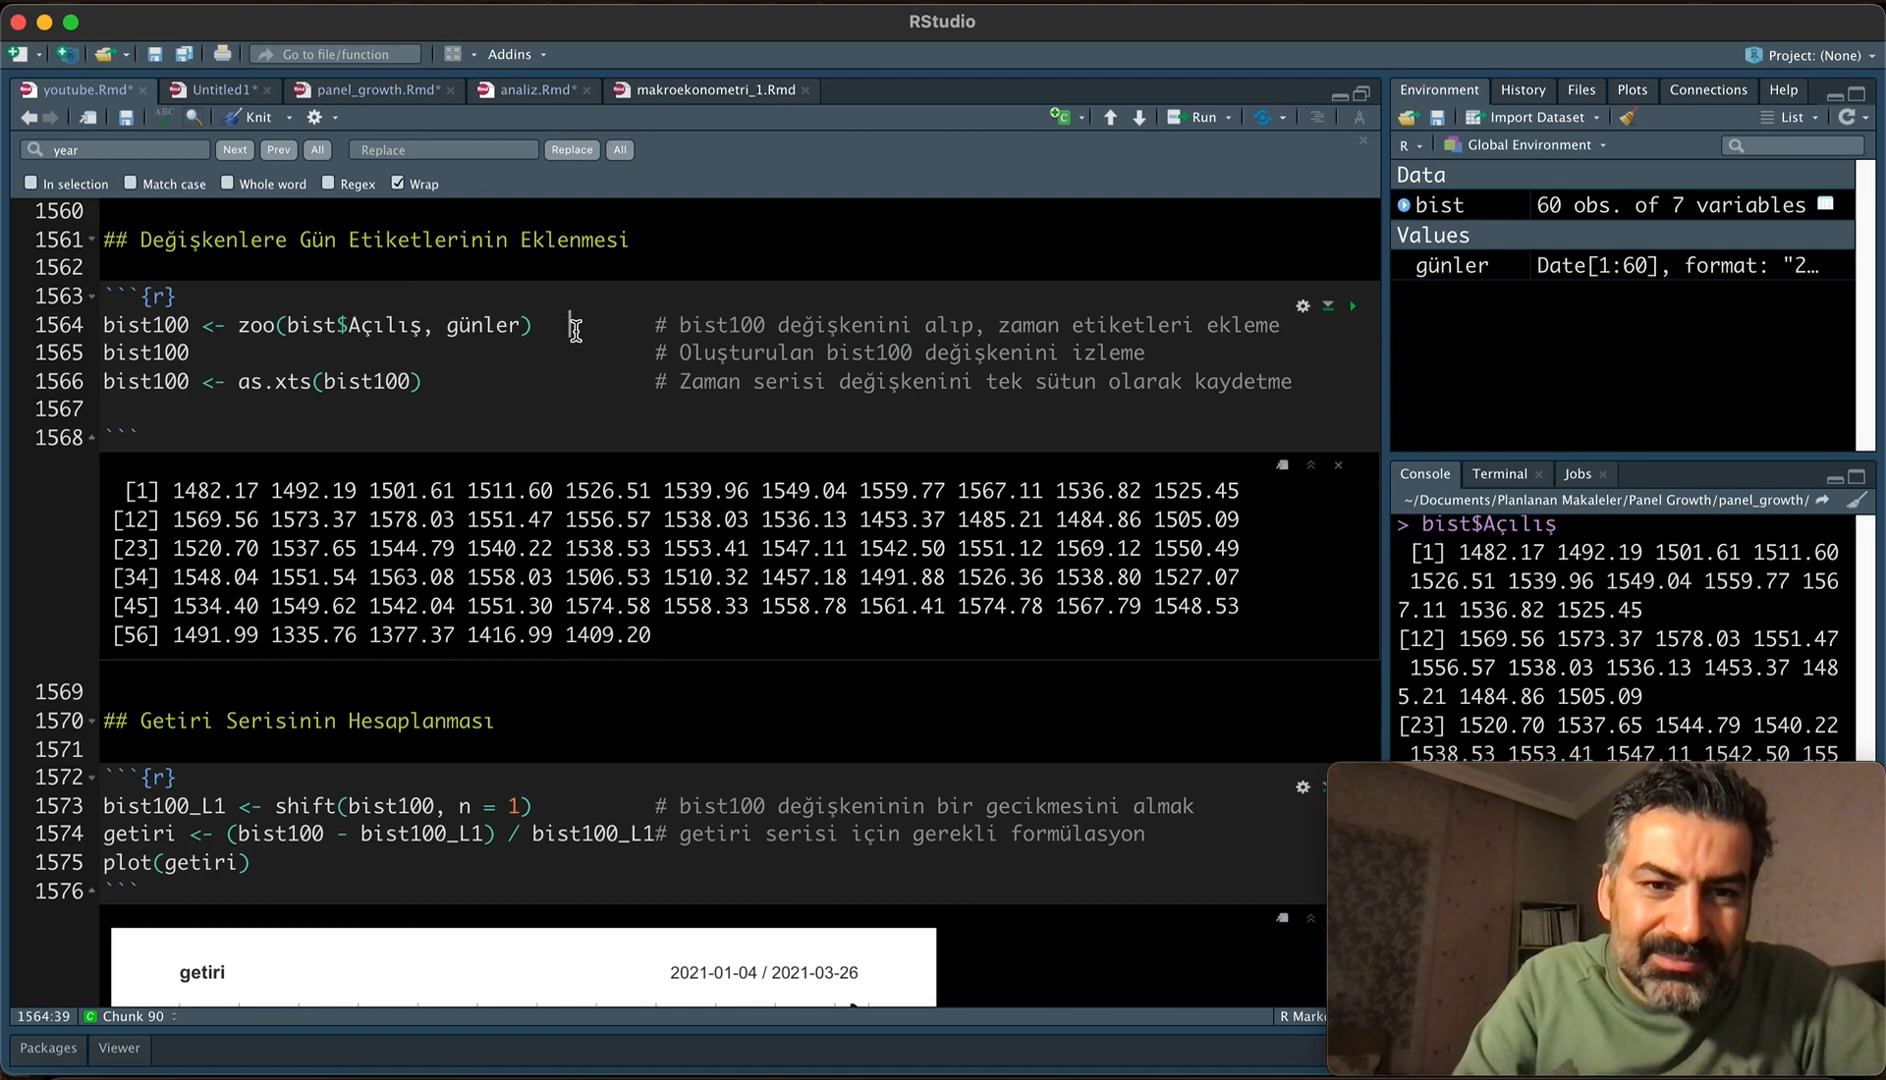 RStudio
Go to file/function
Addins
Project: (None)
youtube.Rmd*
Untitled1*
panel_growth.Rmd*
analiz.Rmd*
makroekonometri_1.Rmd
ABC
Knit
Run
year
Next
Prev
All
Replace
Replace
All
In selection
Match case
Whole word
Regex
Wrap
1560
1561 ## Değişkenlere Gün Etiketlerinin Eklenmesi
1562
1563 ```{r}
1564 bist100 <- zoo(bist$Açılış, günler) # bist100 değişkenini alıp, zaman etiketleri ekleme
1565 bist100 # Oluşturulan bist100 değişkenini izleme
1566 bist100 <- as.xts(bist100) # Zaman serisi değişkenini tek sütun olarak kaydetme
1567
1568 ```
[1] 1482.17 1492.19 1501.61 1511.60 1526.51 1539.96 1549.04 1559.77 1567.11 1536.82 1525.45
[12] 1569.56 1573.37 1578.03 1551.47 1556.57 1538.03 1536.13 1453.37 1485.21 1484.86 1505.09
[23] 1520.70 1537.65 1544.79 1540.22 1538.53 1553.41 1547.11 1542.50 1551.12 1569.12 1550.49
[34] 1548.04 1551.54 1563.08 1558.03 1506.53 1510.32 1457.18 1491.88 1526.36 1538.80 1527.07
[45] 1534.40 1549.62 1542.04 1551.30 1574.58 1558.33 1558.78 1561.41 1574.78 1567.79 1548.53
[56] 1491.99 1335.76 1377.37 1416.99 1409.20
1569
1570 ## Getiri Serisinin Hesaplanması
1571
1572 ```{r}
1573 bist100_L1 <- shift(bist100, n = 1) # bist100 değişkeninin bir gecikmesini almak
1574 getiri <- (bist100 - bist100_L1) / bist100_L1# getiri serisi için gerekli formülasyon
1575 plot(getiri)
1576 ```
getiri 2021-01-04 / 2021-03-26
1564:39
C Chunk 90
R Mark
Packages
Viewer
Environment
History
Files
Plots
Connections
Help
Import Dataset
List
R
Global Environment
Data
bist 60 obs. of 7 variables
Values
günler Date[1:60], format: "2…
Console
Terminal
Jobs
~/Documents/Planlanan Makaleler/Panel Growth/panel_growth/
> bist$Açılış
[1] 1482.17 1492.19 1501.61 1511.60
1526.51 1539.96 1549.04 1559.77 156
7.11 1536.82 1525.45
[12] 1569.56 1573.37 1578.03 1551.47
1556.57 1538.03 1536.13 1453.37 148
5.21 1484.86 1505.09
[23] 1520.70 1537.65 1544.79 1540.22
1538.53 1553.41 1547.11 1542.50 155